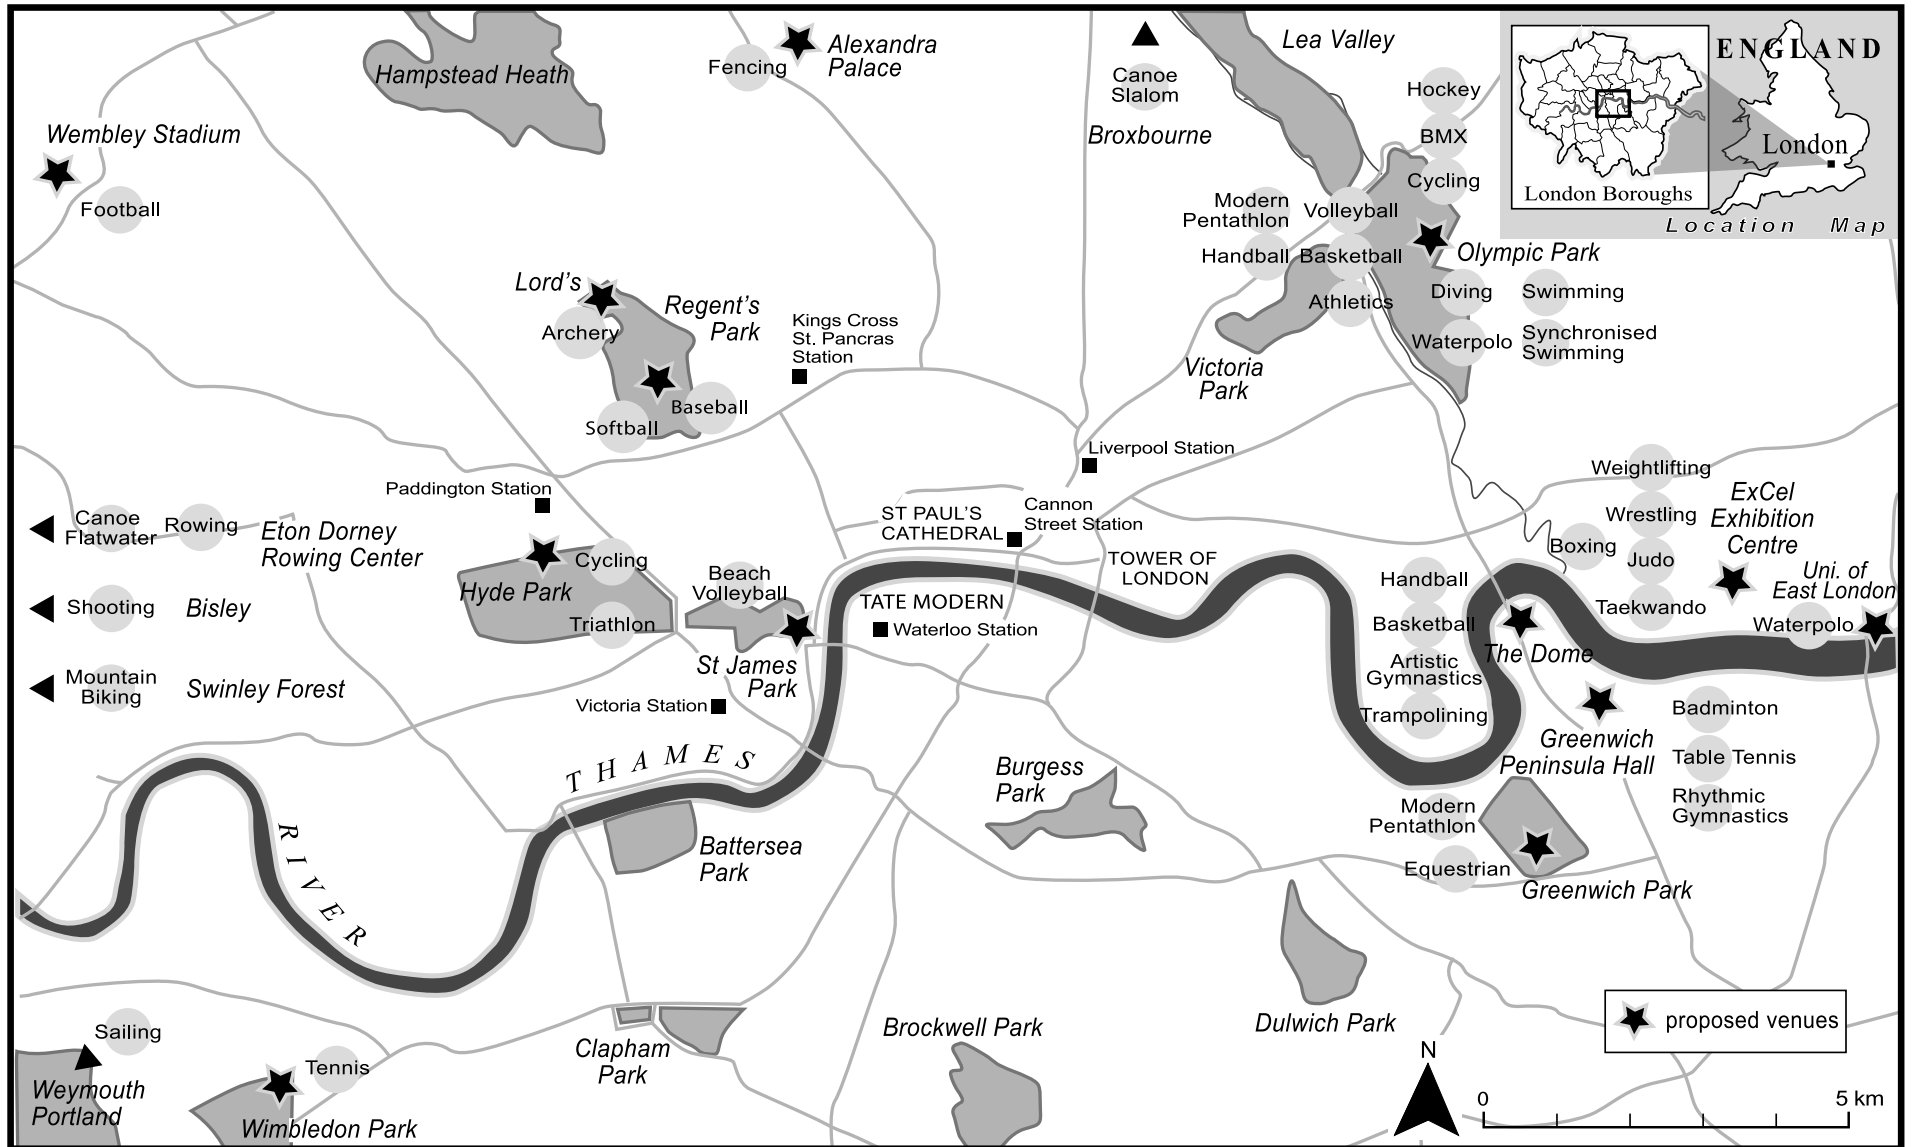 Hampstead Heath
Fencing
Alexandra
Palace
Canoe
Slalom
Broxbourne
Lea Valley
Hockey
BMX
Cycling
ENGLAND
London
London Boroughs
Location Map
Wembley Stadium
Football
Modern
Pentathlon
Volleyball
Handball
Basketball
Athletics
Olympic Park
Diving
Swimming
Waterpolo
Synchronised
Swimming
Victoria
Park
Lord's
Archery
Regent's
Park
Softball
Baseball
Kings Cross
St. Pancras
Station
Liverpool Station
Paddington Station
ST PAUL'S
CATHEDRAL
Cannon
Street Station
TOWER OF
LONDON
Canoe
Flatwater
Rowing
Eton Dorney
Rowing Center
Shooting
Bisley
Mountain
Biking
Swinley Forest
Hyde Park
Cycling
Triathlon
Beach
Volleyball
St James
Park
TATE MODERN
Waterloo Station
Victoria Station
Weightlifting
Wrestling
Boxing
Judo
Taekwando
ExCel
Exhibition
Centre
Uni. of
East London
Waterpolo
Handball
Basketball
Artistic
Gymnastics
Trampolining
The Dome
Greenwich
Peninsula Hall
Badminton
Table Tennis
Rhythmic
Gymnastics
Modern
Pentathlon
Equestrian
Greenwich Park
RIVER
THAMES
Battersea
Park
Burgess
Park
Dulwich Park
Brockwell Park
Clapham
Park
Sailing
Weymouth
Portland
Tennis
Wimbledon Park
proposed venues
N
0
5 km